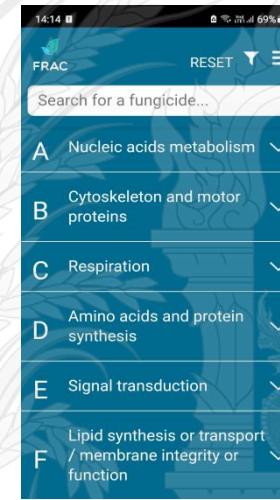 14:14 69%
FRAC RESET
Search for a fungicide...
A Nucleic acids metabolism
B Cytoskeleton and motor
proteins
C Respiration
D Amino acids and protein
synthesis
E Signal transduction
F Lipid synthesis or transport
/ membrane integrity or
function